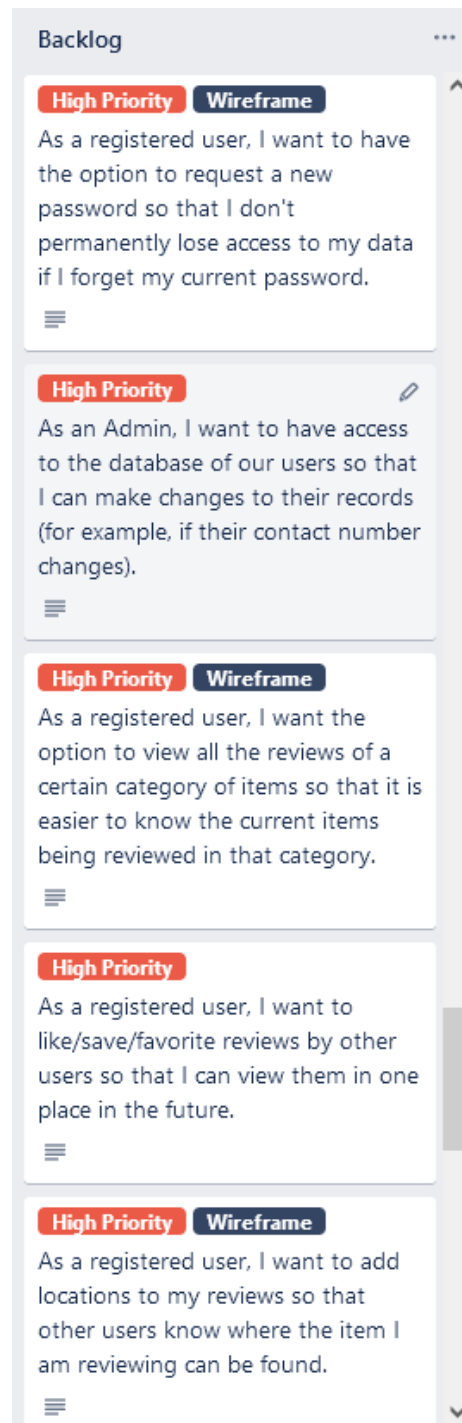 Backlog
High Priority Wireframe
As a registered user, I want to have
the option to request a new
password so that I don't
permanently lose access to my data
if I forget my current password.
High Priority
As an Admin, I want to have access
to the database of our users so that
I can make changes to their records
(for example, if their contact number
changes).
High Priority Wireframe
As a registered user, I want the
option to view all the reviews of a
certain category of items so that it is
easier to know the current items
being reviewed in that category.
High Priority
As a registered user, I want to
like/save/favorite reviews by other
users so that I can view them in one
place in the future.
High Priority Wireframe
As a registered user, I want to add
locations to my reviews so that
other users know where the item I
am reviewing can be found.